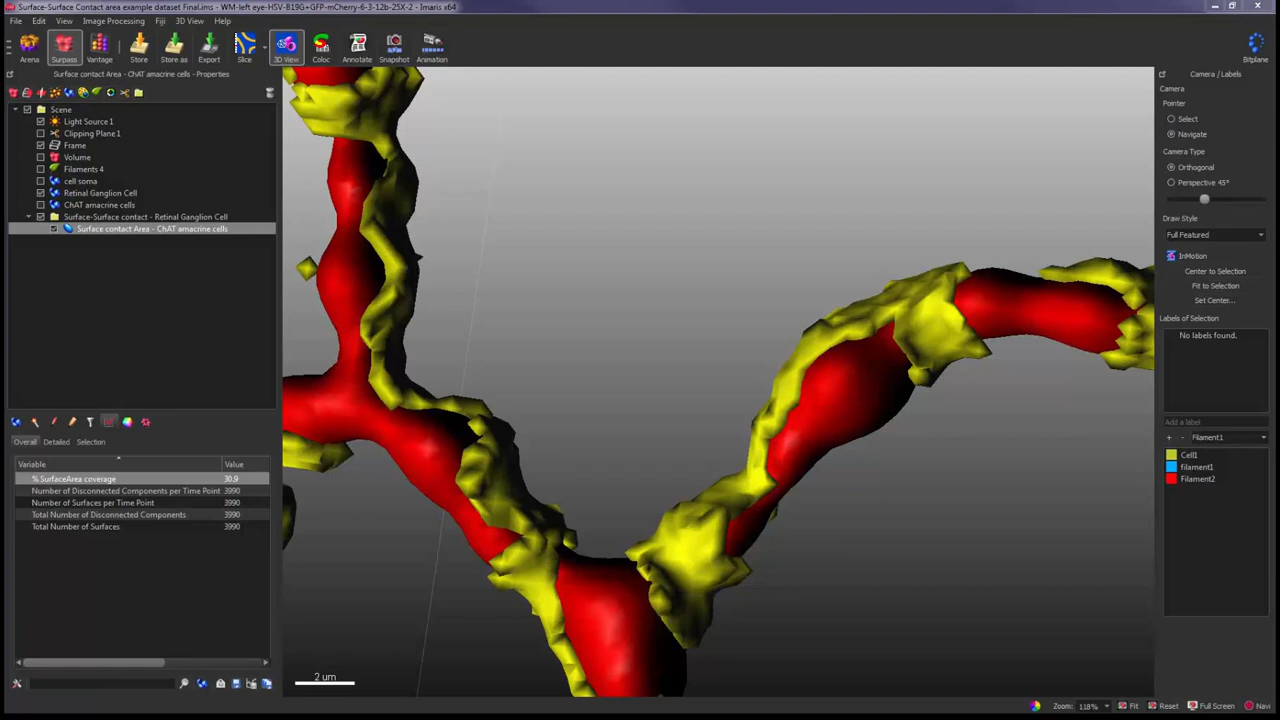 Surface-Surface Contact area example dataset Final.ims - WM-left eye-HSV-B19G+GFP-mCherry-6-3-12b-25X-2 - Imaris x64
File Edit View Image Processing Fiji 3D View Help
Arena Surpass Vantage Store Store as Export Slice 3D View Coloc Annotate Snapshot Animation Bitplane
Surface contact Area - ChAT amacrine cells - Properties
Scene
Light Source 1
Clipping Plane 1
Frame
Volume
Filaments 4
cell soma
Retinal Ganglion Cell
ChAT amacrine cells
Surface-Surface contact - Retinal Ganglion Cell
Surface contact Area - ChAT amacrine cells
Overall Detailed Selection
Variable Value
% SurfaceArea coverage 30.9
Number of Disconnected Components per Time Point 3990
Number of Surfaces per Time Point 3990
Total Number of Disconnected Components 3990
Total Number of Surfaces 3990
2 um
Camera / Labels
Camera
Pointer
Select
Navigate
Camera Type
Orthogonal
Perspective 45°
Draw Style
Full Featured
InMotion
Center to Selection
Fit to Selection
Set Center...
Labels of Selection
No labels found.
Add a label
+ - Filament1
Cell1
filament1
Filament2
Zoom: 118% Fit Reset Full Screen Navi